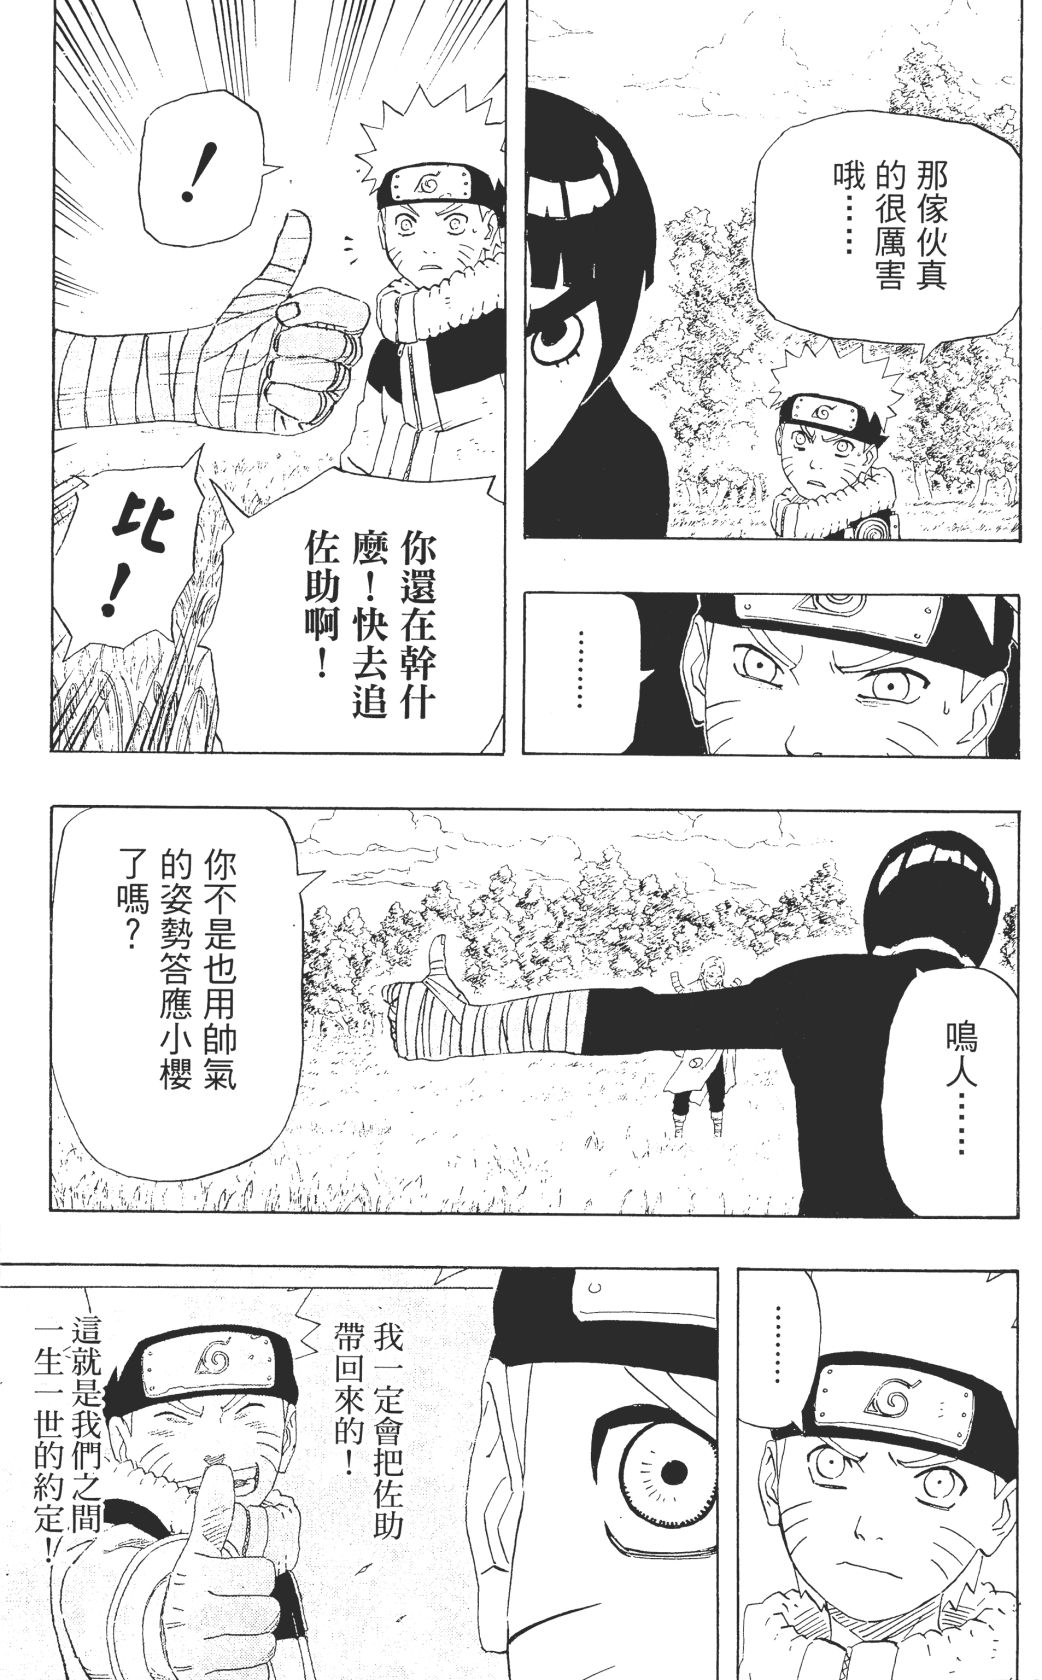 那傢伙真
的很厲害
哦……
………
！
比！
你還在幹什
麼！快去追
佐助啊！
鳴人……
你不是也用帥氣
的姿勢答應小櫻
了嗎？
………
我一定會把佐助
帶回來的！
這就是我們之間
一生一世的約定！